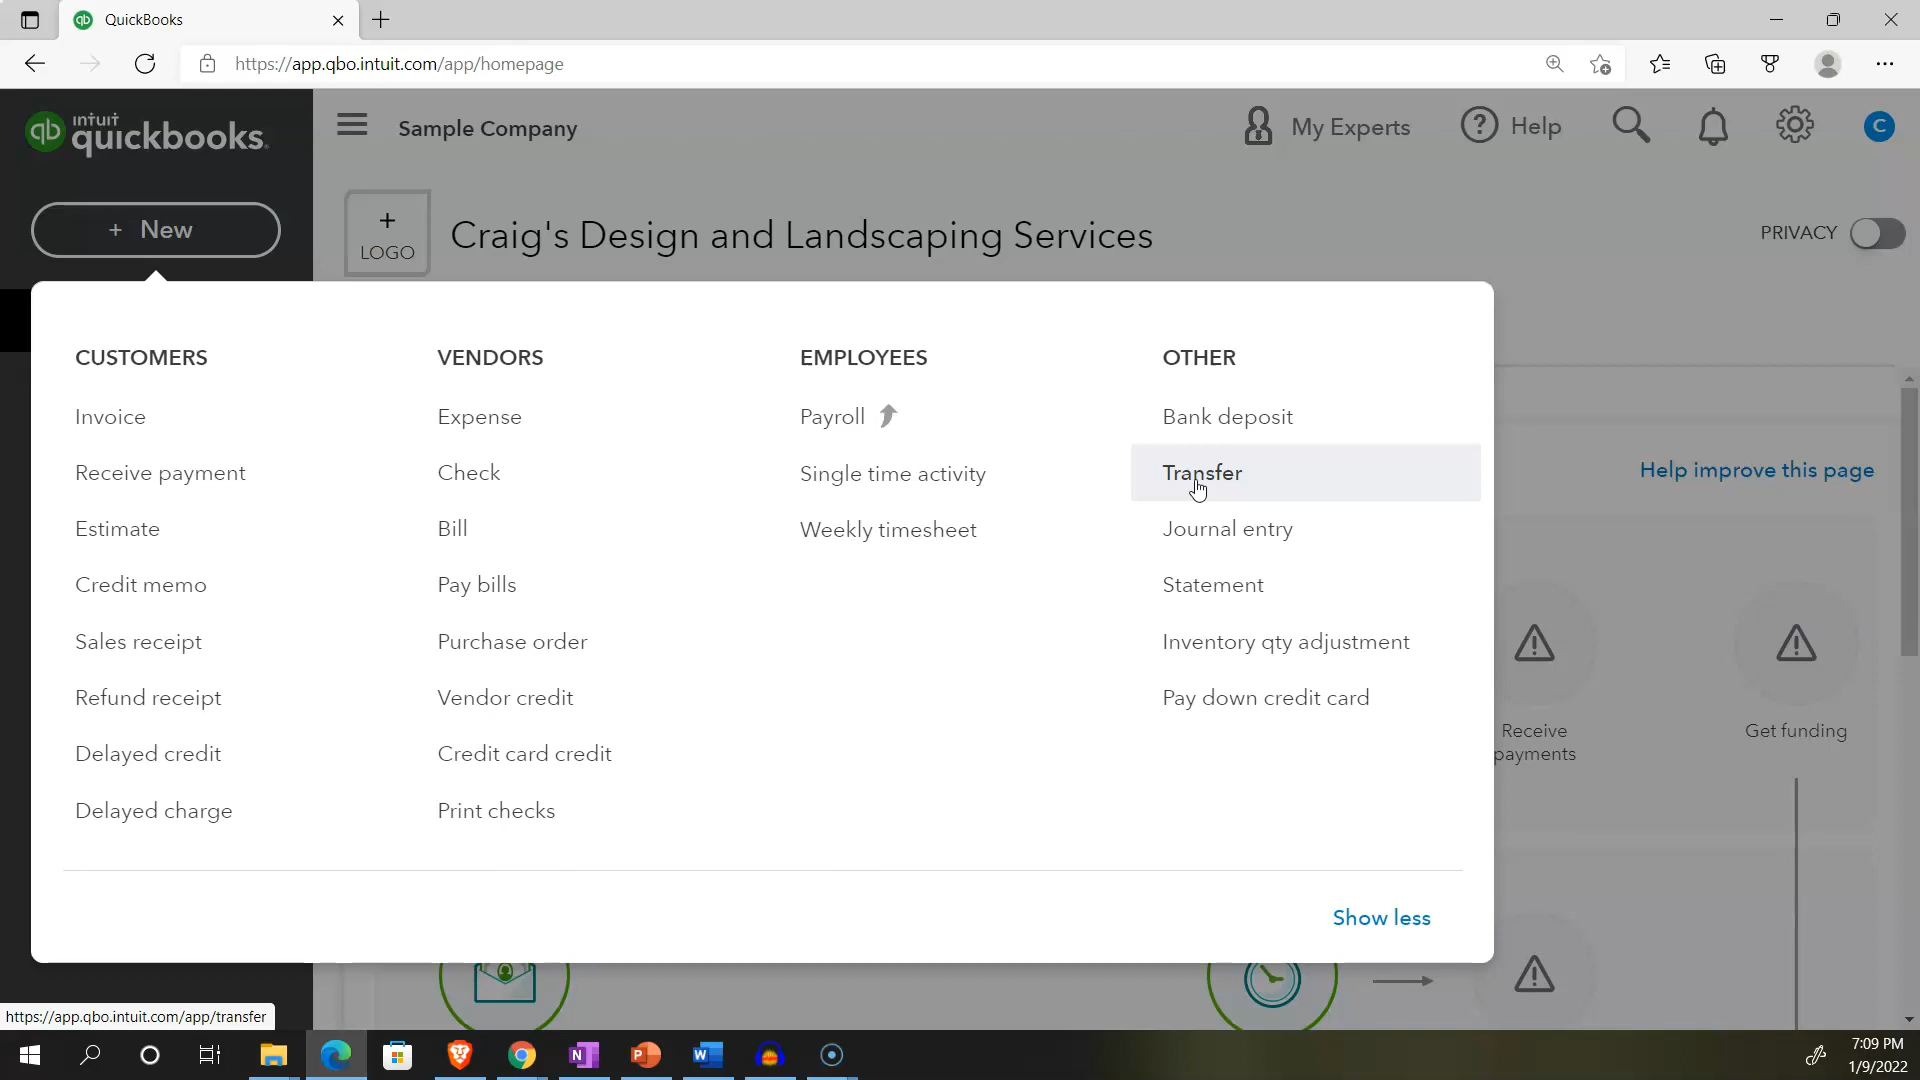 QuickBooks
https://app.qbo.intuit.com/app/homepage
intuit
quickbooks.
Sample Company
My Experts
Help
C
+ New
+
LOGO
Craig's Design and Landscaping Services
PRIVACY
CUSTOMERS
Invoice
Receive payment
Estimate
Credit memo
Sales receipt
Refund receipt
Delayed credit
Delayed charge
VENDORS
Expense
Check
Bill
Pay bills
Purchase order
Vendor credit
Credit card credit
Print checks
EMPLOYEES
Payroll
Single time activity
Weekly timesheet
OTHER
Bank deposit
Transfer
Journal entry
Statement
Inventory qty adjustment
Pay down credit card
Show less
Help improve this page
Receive
payments
Get funding
https://app.qbo.intuit.com/app/transfer
7:09 PM
1/9/2022